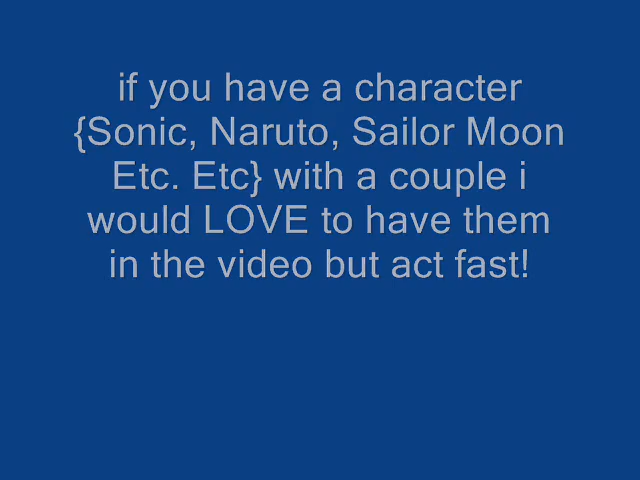 if you have a character
{Sonic, Naruto, Sailor Moon
Etc. Etc} with a couple i
would LOVE to have them
in the video but act fast!